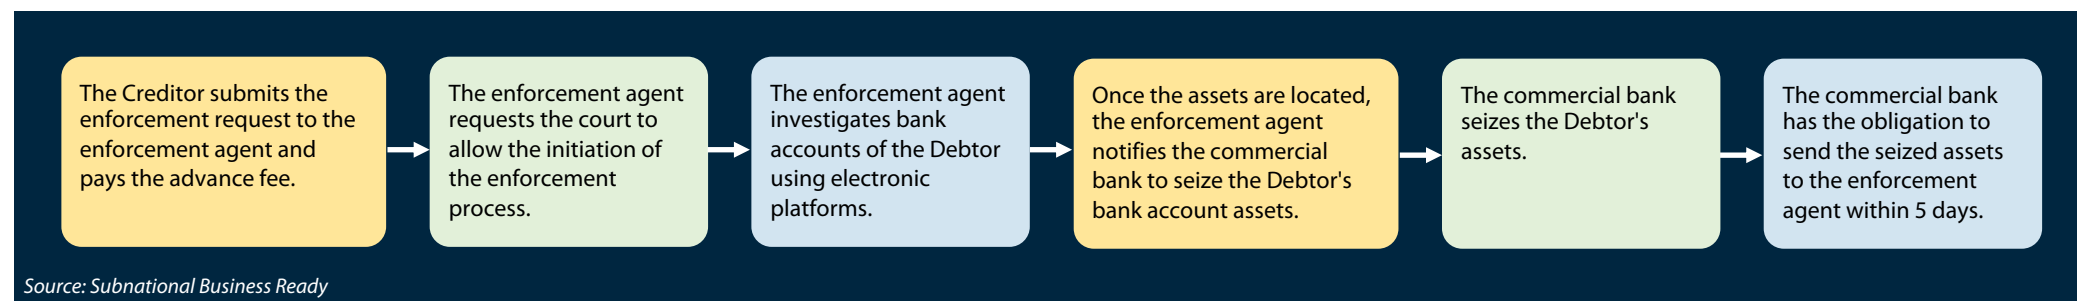 The Creditor submits the
enforcement request to the
enforcement agent and
pays the advance fee.
The enforcement agent
requests the court to
allow the initiation of
the enforcement
process.
The enforcement agent
investigates bank
accounts of the Debtor
using electronic
platforms.
Once the assets are located,
the enforcement agent
notifies the commercial
bank to seize the Debtor's
bank account assets.
The commercial bank
seizes the Debtor's
assets.
The commercial bank
has the obligation to
send the seized assets
to the enforcement
agent within 5 days.
Source: Subnational Business Ready